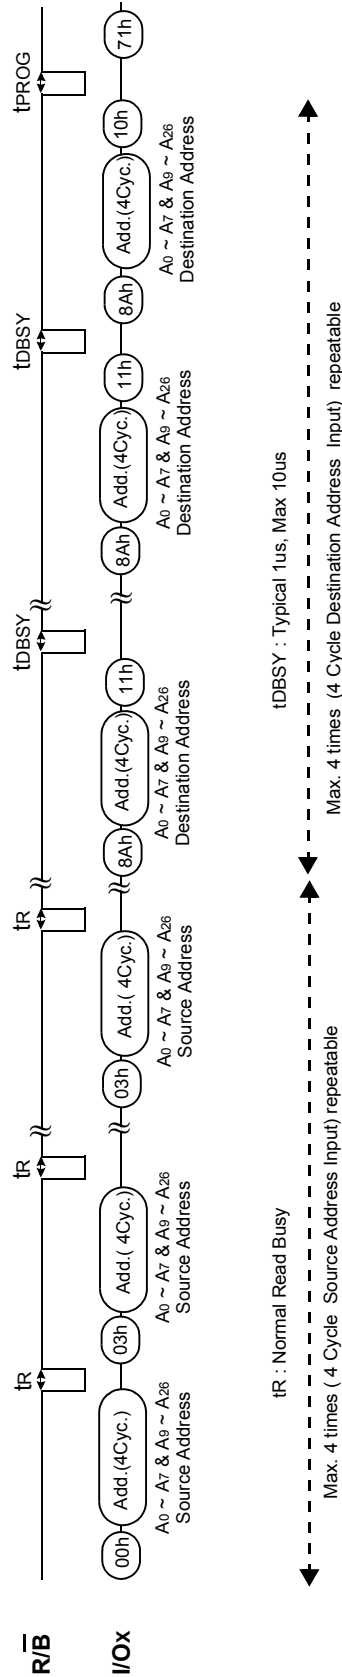 R/B
tR
tR
tR
tDBSY
tDBSY
tPROG
I/Ox
00h
Add.(4Cyc.)
A0 ~ A7 & A9 ~ A26
Source Address
03h
Add.( 4Cyc.)
A0 ~ A7 & A9 ~ A26
Source Address
03h
Add.( 4Cyc.)
A0 ~ A7 & A9 ~ A26
Source Address
8Ah
Add.(4Cyc.)
A0 ~ A7 & A9 ~ A26
Destination Address
11h
8Ah
Add.(4Cyc.)
A0 ~ A7 & A9 ~ A26
Destination Address
11h
8Ah
Add.(4Cyc.)
A0 ~ A7 & A9 ~ A26
Destination Address
10h
71h
tR : Normal Read Busy
tDBSY : Typical 1us, Max 10us
Max. 4 times ( 4 Cycle Source Address Input) repeatable
Max. 4 times (4 Cycle Destination Address Input) repeatable